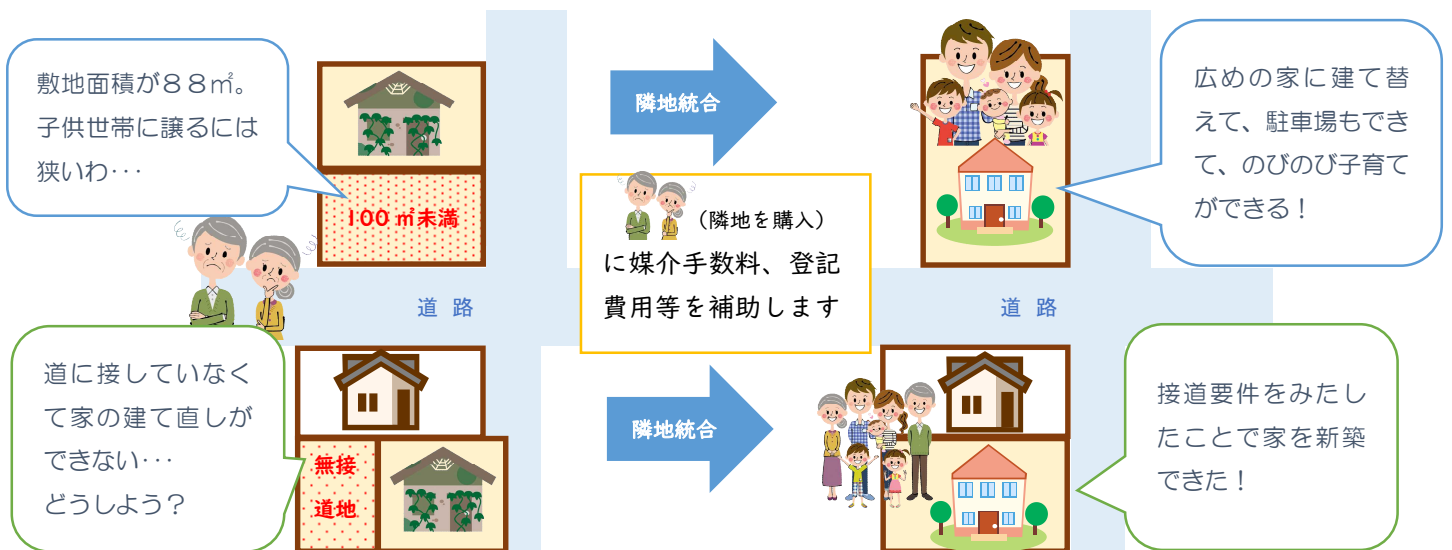 敷地面積が８８㎡。
子供世帯に譲るには
狭いわ･･･
100㎡未満
隣地統合
広めの家に建て替
えて、駐車場もでき
て、のびのび子育て
ができる！
（隣地を購入）
に媒介手数料、登記
費用等を補助します
道 路
道 路
道に接していなく
て家の建て直しが
できない･･･
どうしよう？
無接
道地
隣地統合
接道要件をみたし
たことで家を新築
できた！